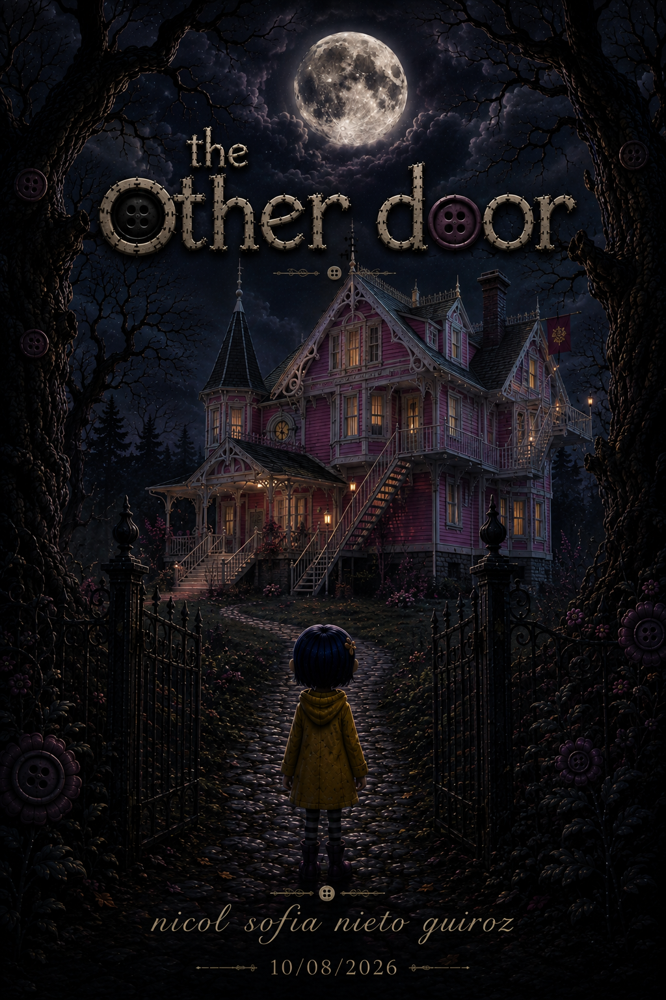 the
Other door
nicol sofia nieto guiroz
10/08/2026